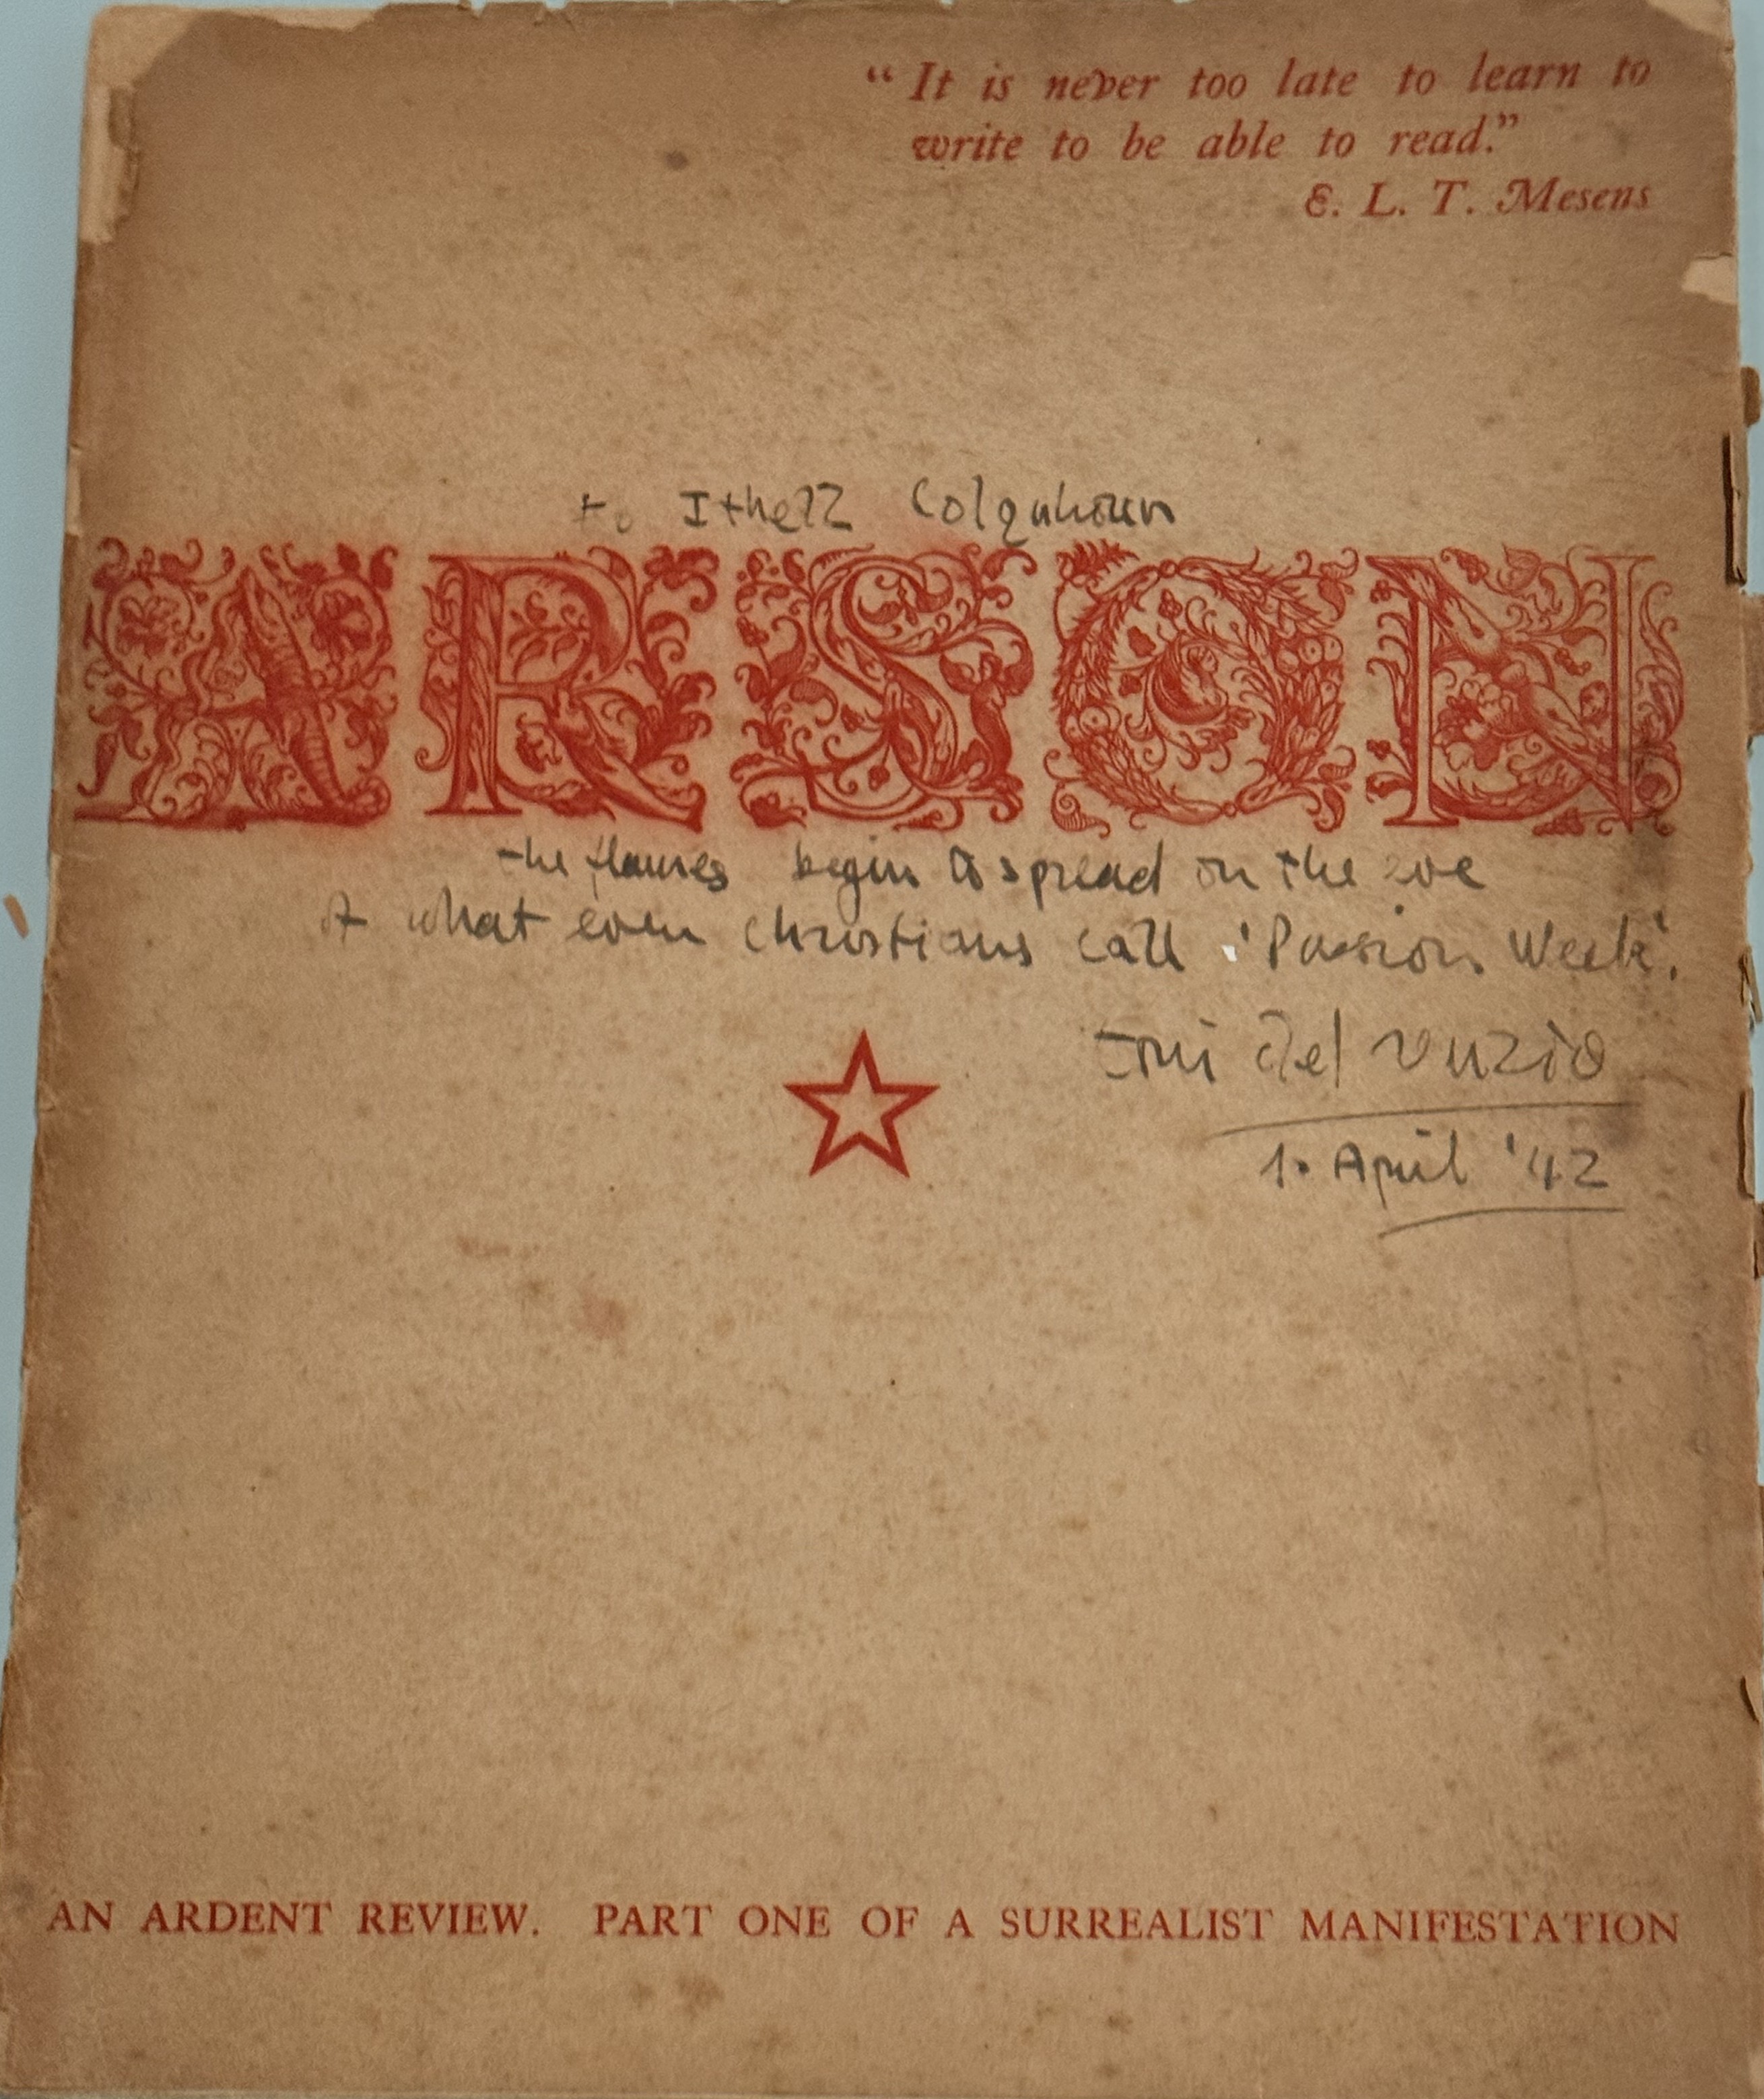 “ It is never too late to learn to
write to be able to read.”
E. L. T. Mesens
to Ithell Colquhoun
ARSON
the flames begin to spread on the eve
of what even Christians call 'Passion Week'.
toni del renzio
1. April '42
AN ARDENT REVIEW. PART ONE OF A SURREALIST MANIFESTATION